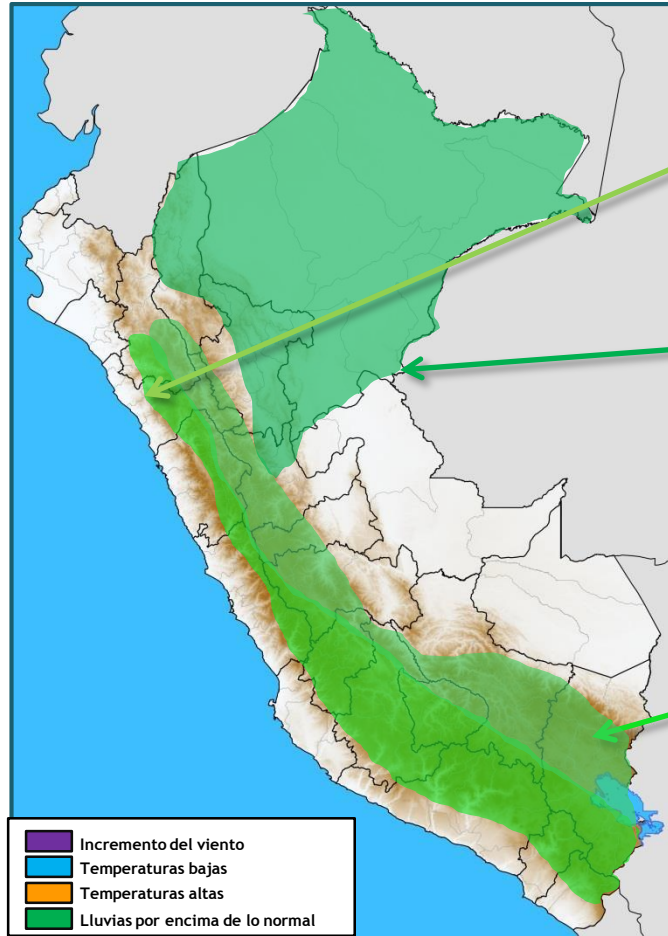 Incremento del viento
Temperaturas bajas
Temperaturas altas
Lluvias por encima de lo normal